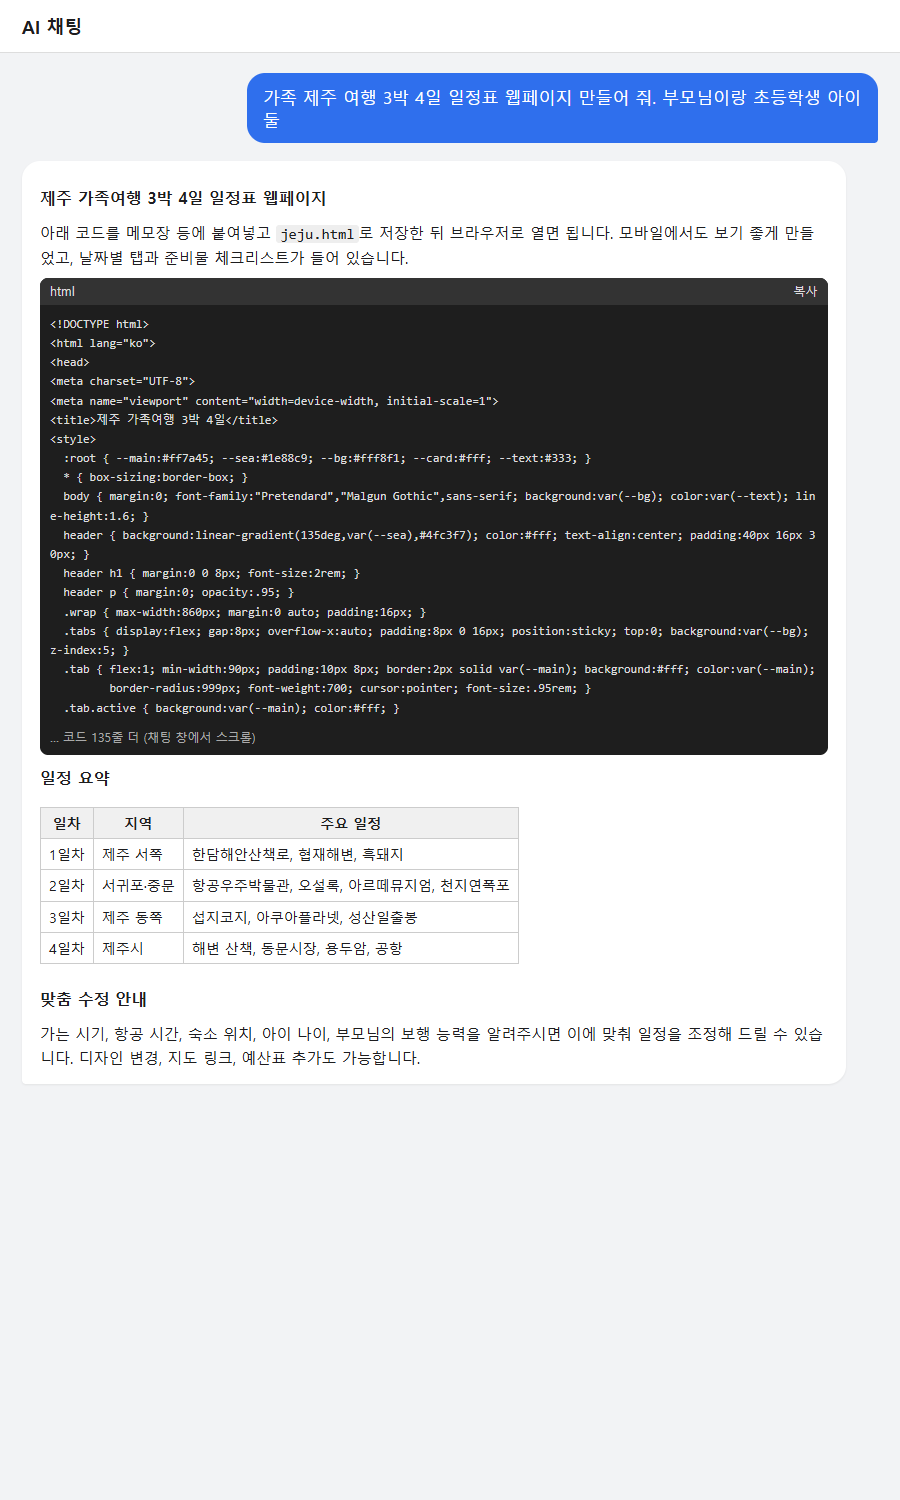 AI 채팅
가족 제주 여행 3박 4일 일정표 웹페이지 만들어 줘. 부모님이랑 초등학생 아이
둘
제주 가족여행 3박 4일 일정표 웹페이지
아래 코드를 메모장 등에 붙여넣고 jeju.html로 저장한 뒤 브라우저로 열면 됩니다. 모바일에서도 보기 좋게 만들
었고, 날짜별 탭과 준비물 체크리스트가 들어 있습니다.
html 복사
<!DOCTYPE html>
<html lang="ko">
<head>
<meta charset="UTF-8">
<meta name="viewport" content="width=device-width, initial-scale=1">
<title>제주 가족여행 3박 4일</title>
<style>
  :root { --main:#ff7a45; --sea:#1e88c9; --bg:#fff8f1; --card:#fff; --text:#333; }
  * { box-sizing:border-box; }
  body { margin:0; font-family:"Pretendard","Malgun Gothic",sans-serif; background:var(--bg); color:var(--text); lin
e-height:1.6; }
  header { background:linear-gradient(135deg,var(--sea),#4fc3f7); color:#fff; text-align:center; padding:40px 16px 3
0px; }
  header h1 { margin:0 0 8px; font-size:2rem; }
  header p { margin:0; opacity:.95; }
  .wrap { max-width:860px; margin:0 auto; padding:16px; }
  .tabs { display:flex; gap:8px; overflow-x:auto; padding:8px 0 16px; position:sticky; top:0; background:var(--bg);
z-index:5; }
  .tab { flex:1; min-width:90px; padding:10px 8px; border:2px solid var(--main); background:#fff; color:var(--main);
         border-radius:999px; font-weight:700; cursor:pointer; font-size:.95rem; }
  .tab.active { background:var(--main); color:#fff; }
... 코드 135줄 더 (채팅 창에서 스크롤)
일정 요약
일차 지역 주요 일정
1일차 제주 서쪽 한담해안산책로, 협재해변, 흑돼지
2일차 서귀포·중문 항공우주박물관, 오설록, 아르떼뮤지엄, 천지연폭포
3일차 제주 동쪽 섭지코지, 아쿠아플라넷, 성산일출봉
4일차 제주시 해변 산책, 동문시장, 용두암, 공항
맞춤 수정 안내
가는 시기, 항공 시간, 숙소 위치, 아이 나이, 부모님의 보행 능력을 알려주시면 이에 맞춰 일정을 조정해 드릴 수 있습
니다. 디자인 변경, 지도 링크, 예산표 추가도 가능합니다.